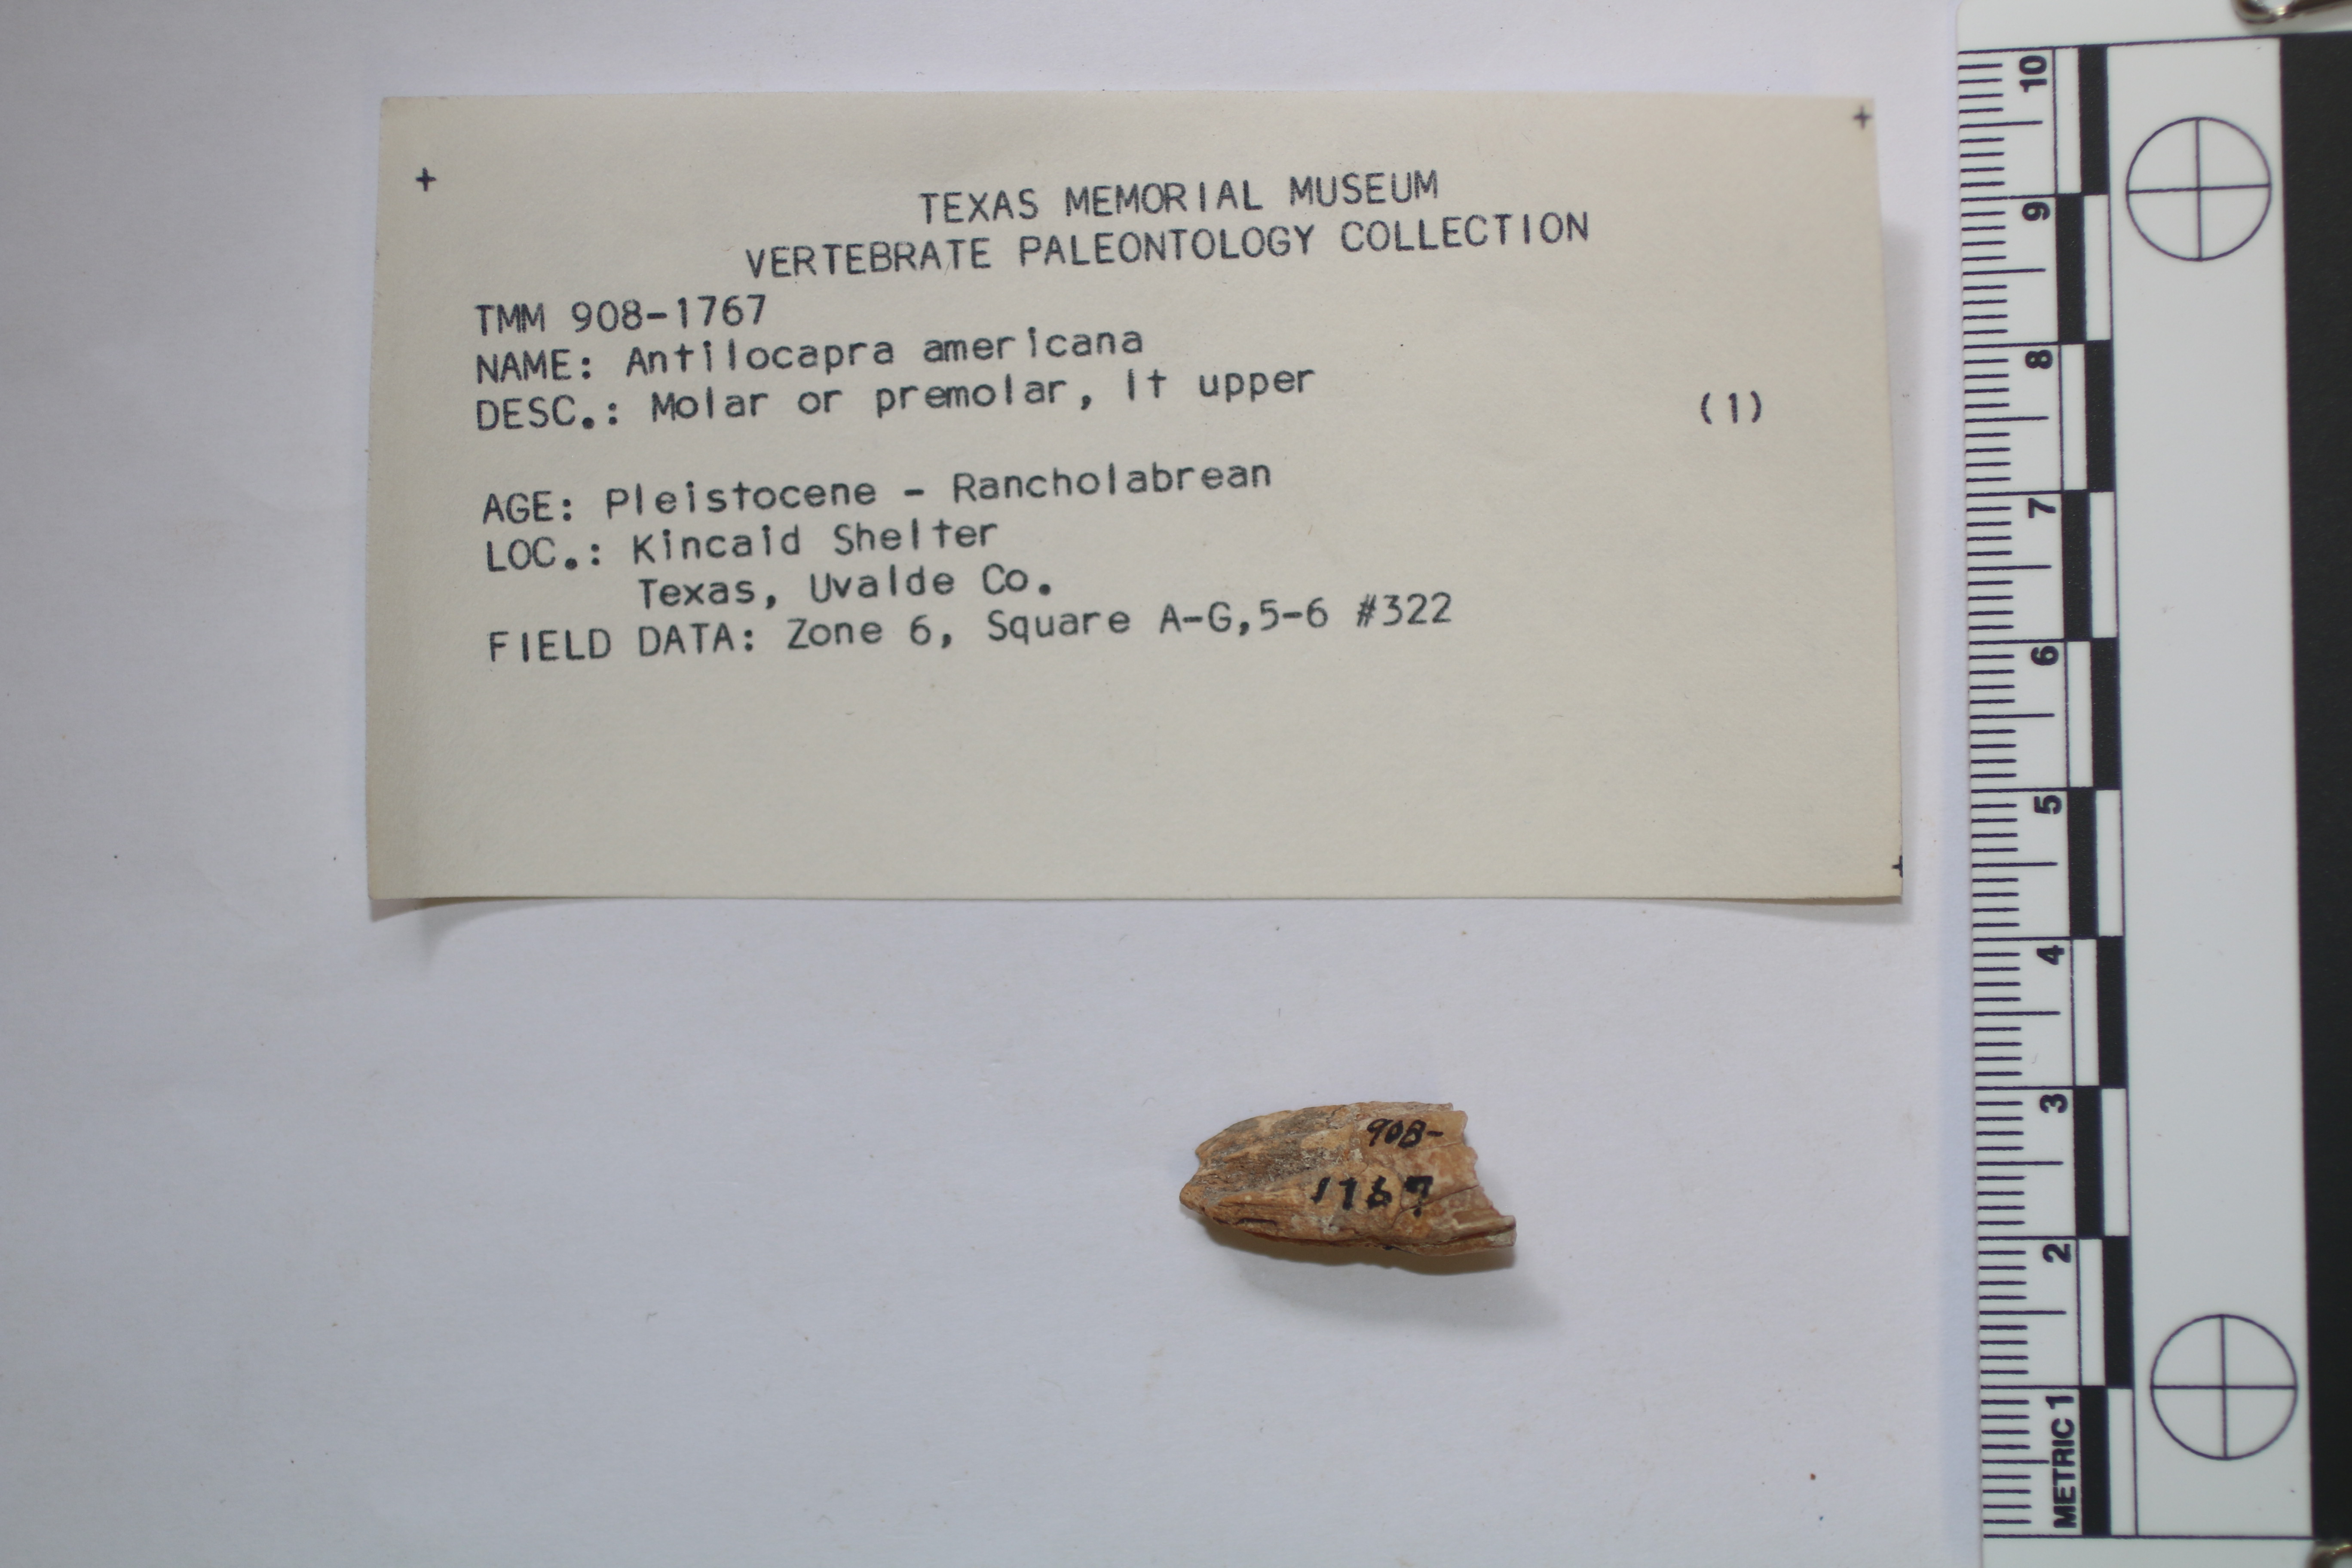 TEXAS MEMORIAL MUSEUM
VERTEBRATE PALEONTOLOGY COLLECTION
TMM 908-1767
NAME: Antilocapra americana
DESC.: Molar or premolar, lt upper (1)
AGE: Pleistocene - Rancholabrean
LOC.: Kincaid Shelter
Texas, Uvalde Co.
FIELD DATA: Zone 6, Square A-G,5-6 #322
908-
1767
10
9
8
7
6
5
4
3
2
METRIC 1